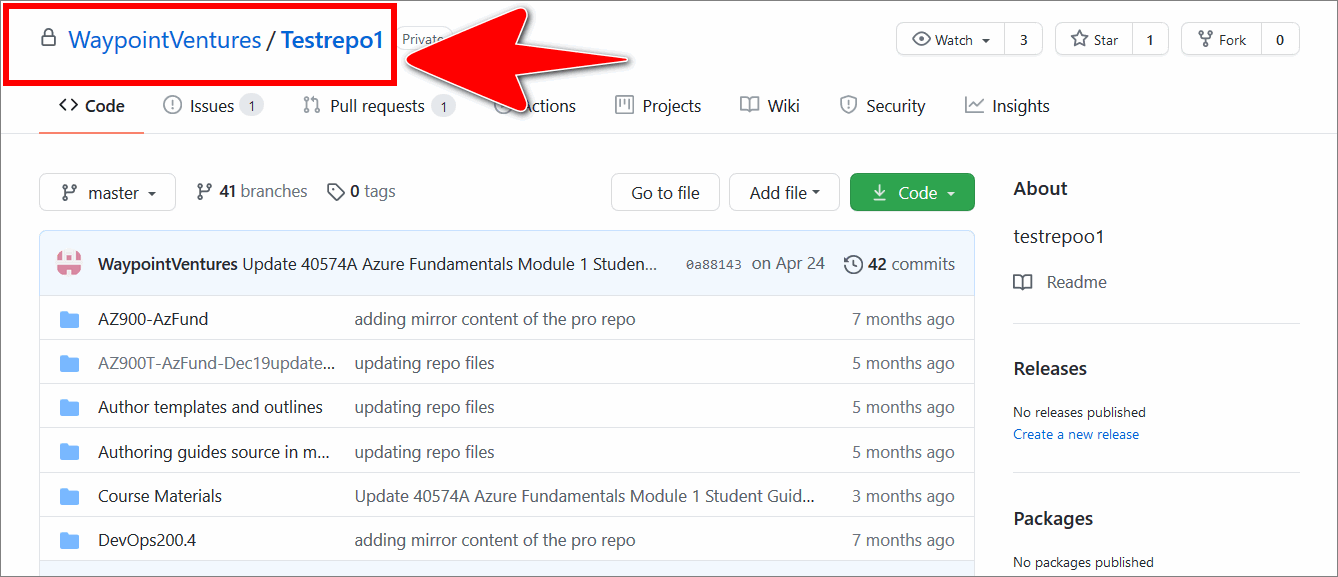 WaypointVentures / Testrepo1 Private Watch 3 Star 1 Fork 0
Code Issues 1 Pull requests 1 Actions Projects Wiki Security Insights
master 41 branches 0 tags Go to file Add file Code
WaypointVentures Update 40574A Azure Fundamentals Module 1 Studen... 0a88143 on Apr 24 42 commits
AZ900-AzFund adding mirror content of the pro repo 7 months ago
AZ900T-AzFund-Dec19update... updating repo files 5 months ago
Author templates and outlines updating repo files 5 months ago
Authoring guides source in m... updating repo files 5 months ago
Course Materials Update 40574A Azure Fundamentals Module 1 Student Guid... 3 months ago
DevOps200.4 adding mirror content of the pro repo 7 months ago
About
testrepoo1
Readme
Releases
No releases published
Create a new release
Packages
No packages published